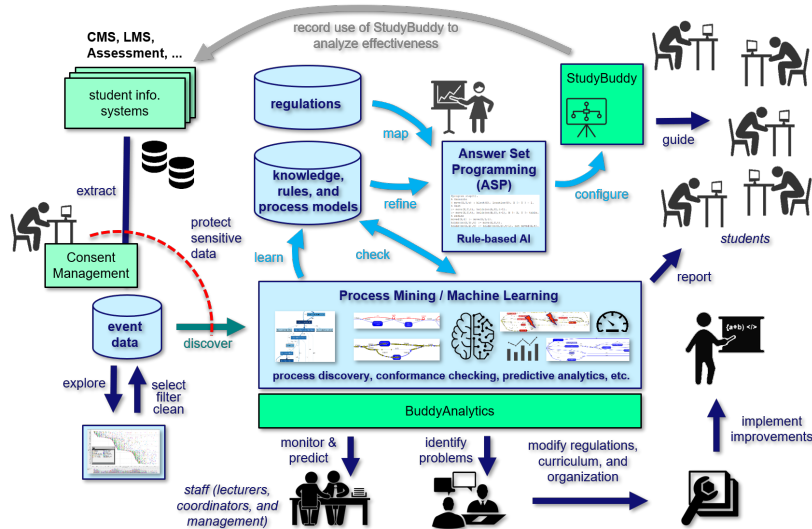 record use of StudyBuddy to
analyze effectiveness
CMS, LMS,
Assessment, ...
student info.
systems
regulations
map
StudyBuddy
guide
knowledge,
rules, and
process models
refine
Answer Set
Programming
(ASP)
Rule-based AI
configure
extract
protect
sensitive
data
Consent
Management
learn
check
students
report
event
data
discover
Process Mining / Machine Learning
process discovery, conformance checking, predictive analytics, etc.
{a+b} </>
explore
select
filter
clean
BuddyAnalytics
monitor &
predict
identify
problems
modify regulations,
curriculum, and
organization
implement
improvements
staff (lecturers,
coordinators, and
management)